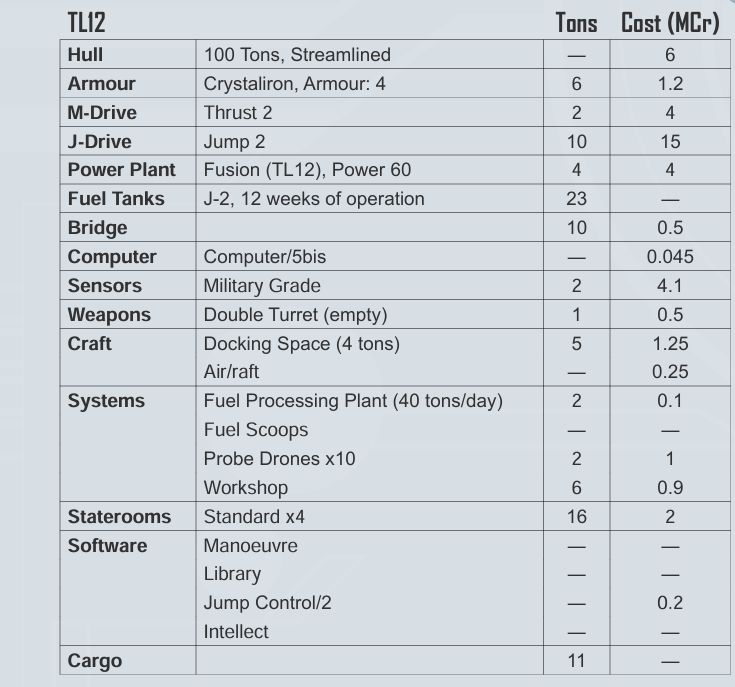 TL12 Tons Cost (MCr)
Hull 100 Tons, Streamlined — 6
Armour Crystaliron, Armour: 4 6 1.2
M-Drive Thrust 2 2 4
J-Drive Jump 2 10 15
Power Plant Fusion (TL12), Power 60 4 4
Fuel Tanks J-2, 12 weeks of operation 23 —
Bridge 10 0.5
Computer Computer/5bis — 0.045
Sensors Military Grade 2 4.1
Weapons Double Turret (empty) 1 0.5
Craft Docking Space (4 tons) 5 1.25
Air/raft — 0.25
Systems Fuel Processing Plant (40 tons/day) 2 0.1
Fuel Scoops — —
Probe Drones x10 2 1
Workshop 6 0.9
Staterooms Standard x4 16 2
Software Manoeuvre — —
Library — —
Jump Control/2 — 0.2
Intellect — —
Cargo 11 —